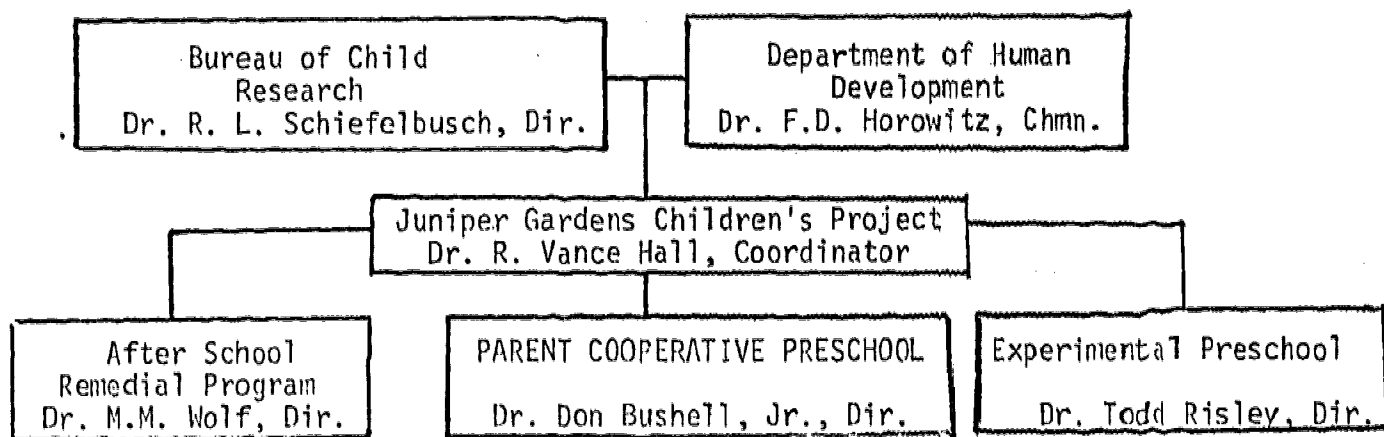 Bureau of Child
Research
Dr. R. L. Schiefelbusch, Dir.
Department of Human
Development
Dr. F.D. Horowitz, Chmn.
Juniper Gardens Children's Project
Dr. R. Vance Hall, Coordinator
After School
Remedial Program
Dr. M.M. Wolf, Dir.
PARENT COOPERATIVE PRESCHOOL
Dr. Don Bushell, Jr., Dir.
Experimental Preschool
Dr. Todd Risley, Dir.